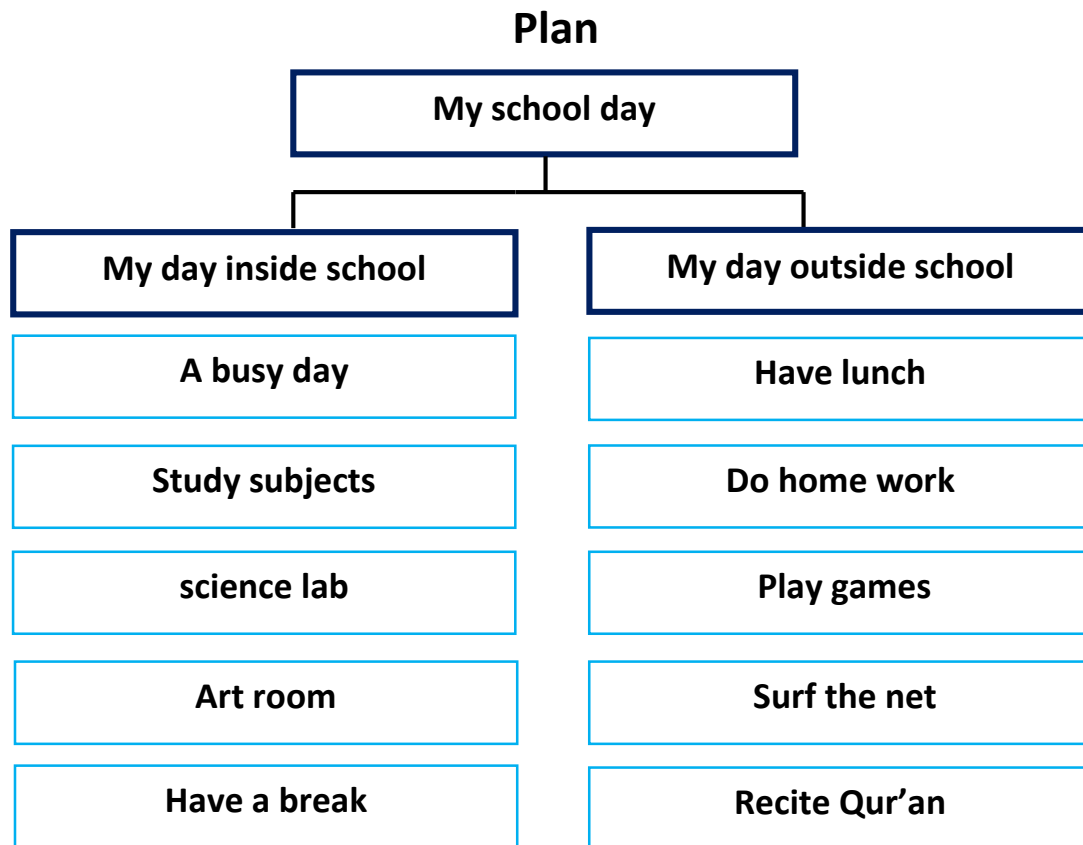 Plan
My school day
My day inside school
My day outside school
A busy day
Have lunch
Study subjects
Do home work
science lab
Play games
Art room
Surf the net
Have a break
Recite Qur’an